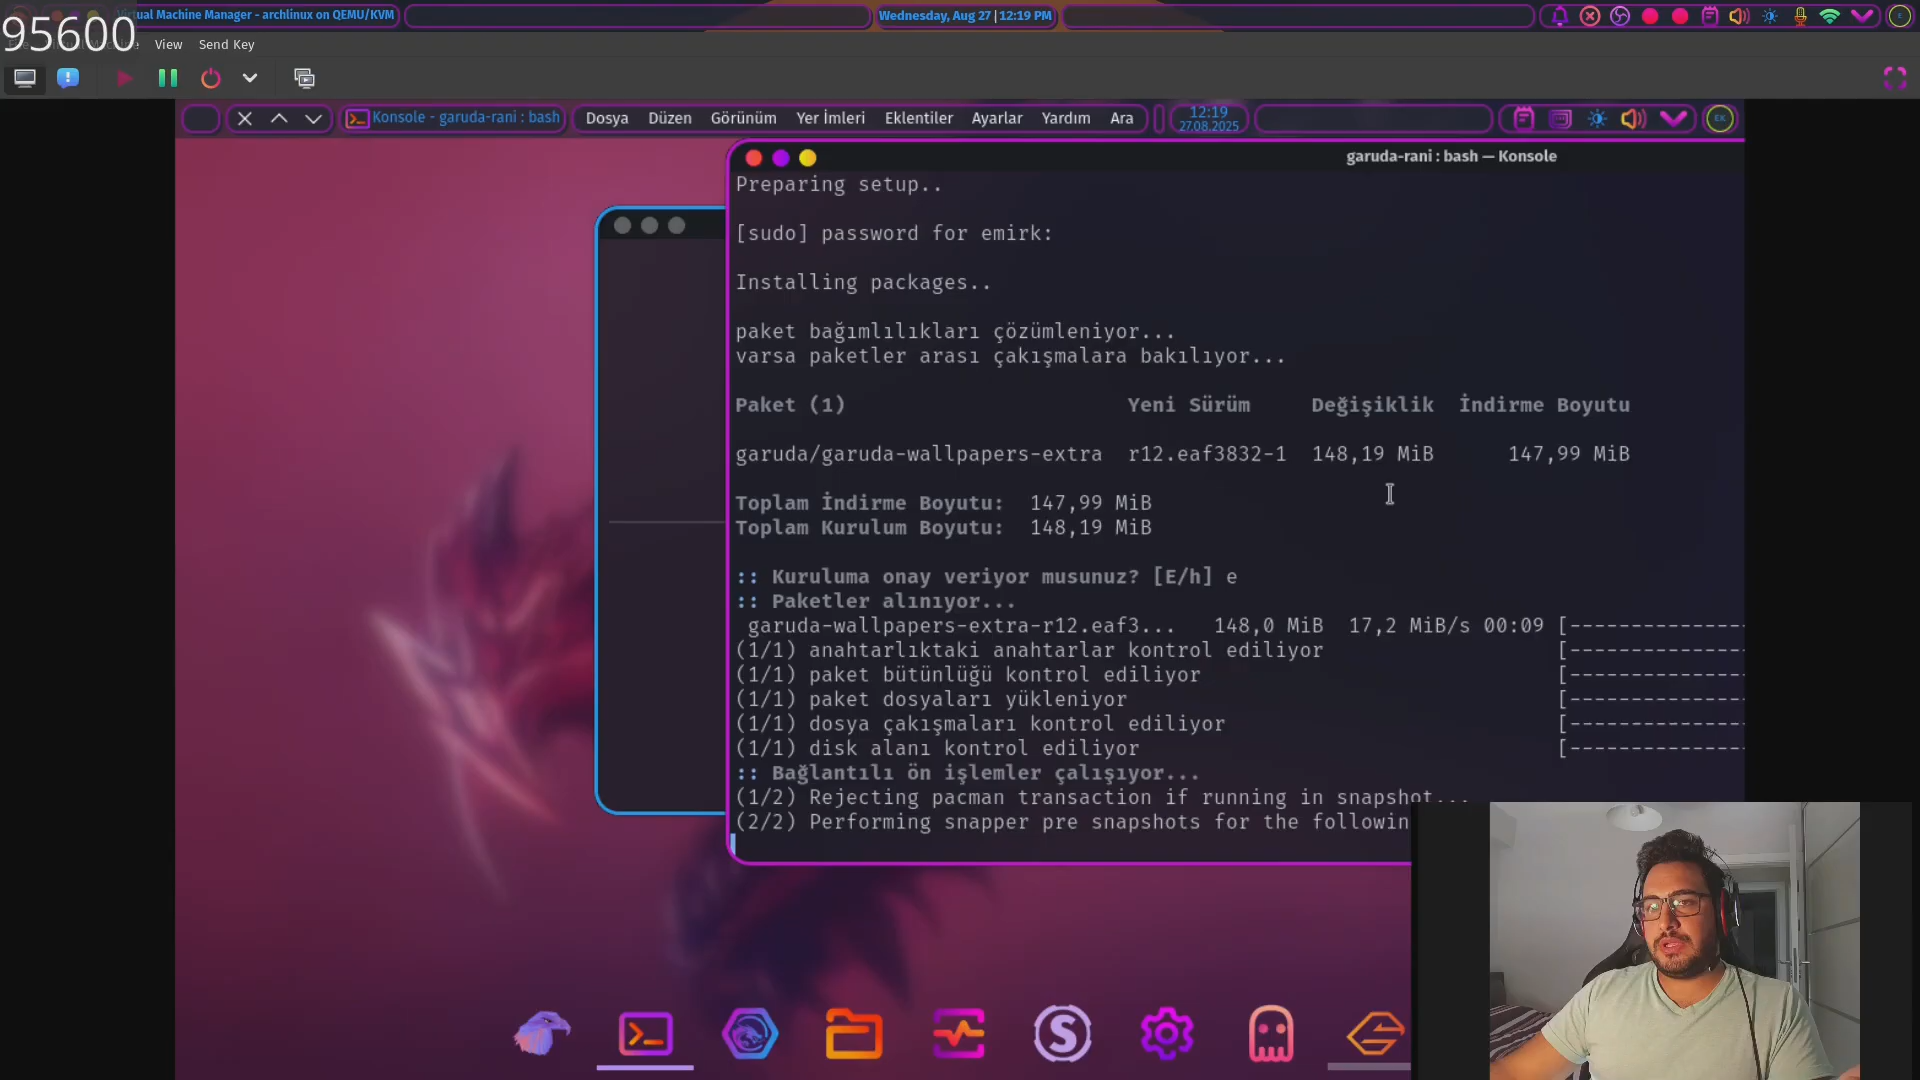 95600
Virtual Machine Manager - archlinux on QEMU/KVM
Wednesday, Aug 27 | 12:19 PM
View
Send Key
Konsole - garuda-rani : bash
Dosya
Düzen
Görünüm
Yer İmleri
Eklentiler
Ayarlar
Yardım
Ara
12:19
27.08.2025
EK
garuda-rani : bash — Konsole
Preparing setup..
[sudo] password for emirk:
Installing packages..
paket bağımlılıkları çözümleniyor...
varsa paketler arası çakışmalara bakılıyor...
Paket (1) Yeni Sürüm Değişiklik İndirme Boyutu
garuda/garuda-wallpapers-extra r12.eaf3832-1 148,19 MiB 147,99 MiB
Toplam İndirme Boyutu: 147,99 MiB
Toplam Kurulum Boyutu: 148,19 MiB
:: Kuruluma onay veriyor musunuz? [E/h] e
:: Paketler alınıyor...
garuda-wallpapers-extra-r12.eaf3... 148,0 MiB 17,2 MiB/s 00:09 [---------------
(1/1) anahtarlıktaki anahtarlar kontrol ediliyor [---------------
(1/1) paket bütünlüğü kontrol ediliyor [---------------
(1/1) paket dosyaları yükleniyor [---------------
(1/1) dosya çakışmaları kontrol ediliyor [---------------
(1/1) disk alanı kontrol ediliyor [---------------
:: Bağlantılı ön işlemler çalışıyor...
(1/2) Rejecting pacman transaction if running in snapshot...
(2/2) Performing snapper pre snapshots for the followin